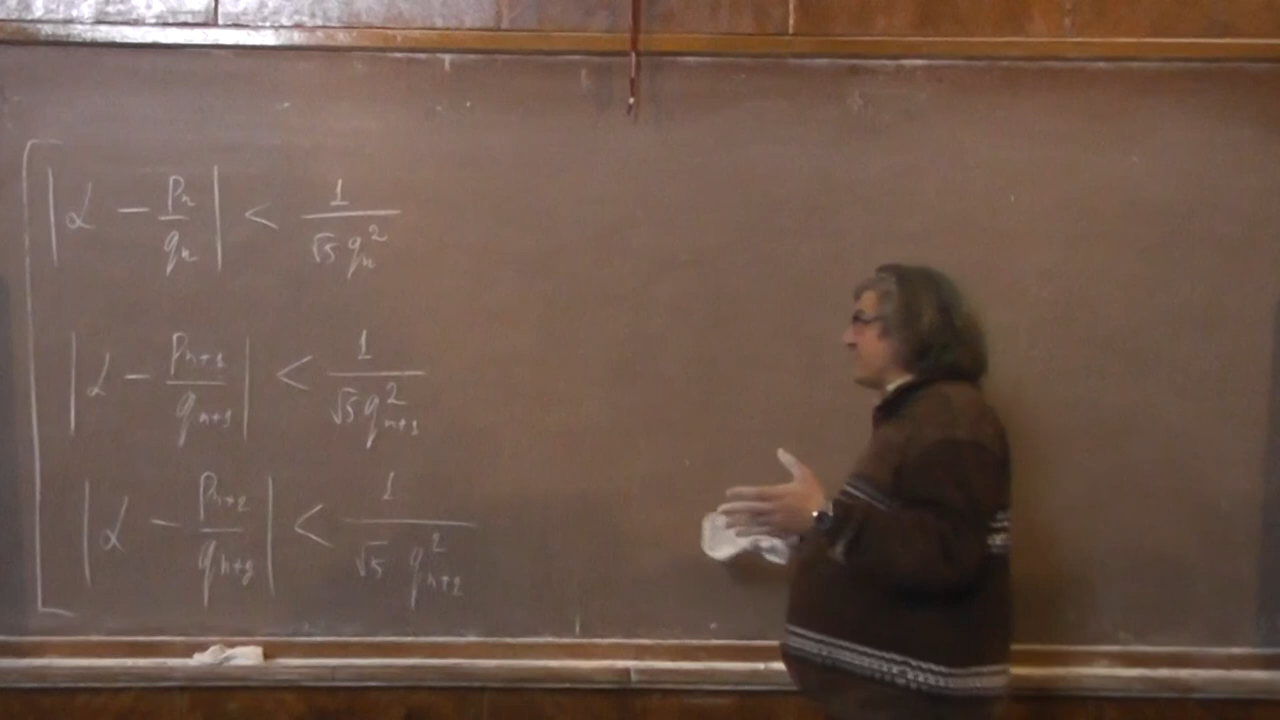 |α − pₙ/qₙ| < 1/(√5 qₙ²)
|α − pₙ₊₁/qₙ₊₁| < 1/(√5 qₙ₊₁²)
|α − pₙ₊₂/qₙ₊₂| < 1/(√5 qₙ₊₂²)